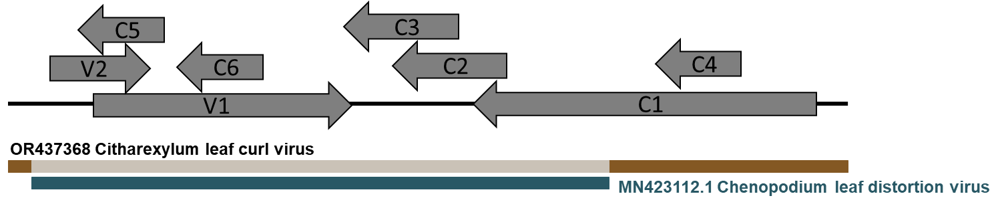 C5
C3
V2
C6
C2
C4
V1
C1
OR437368 Citharexylum leaf curl virus
MN423112.1 Chenopodium leaf distortion virus